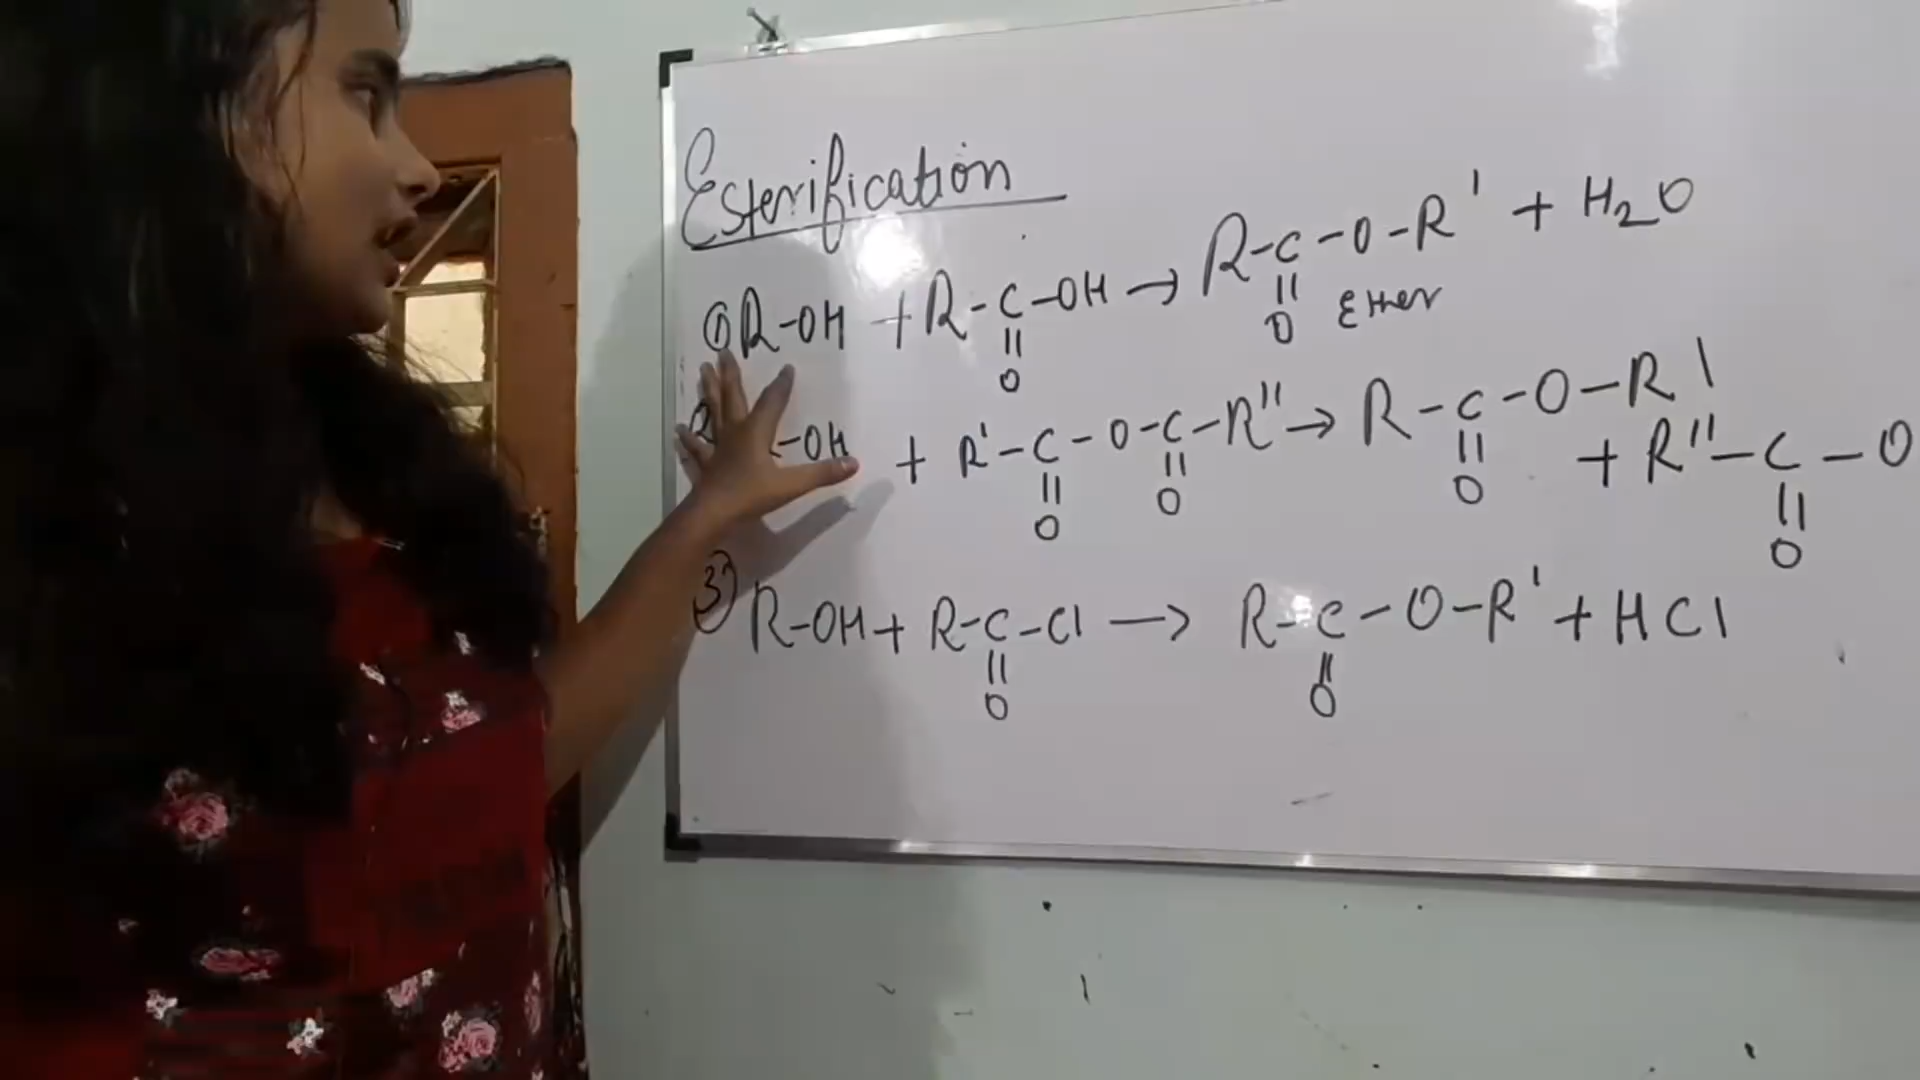 Esterification
① R-OH + R-C-OH → R-C-O-R' + H2O
|| ||
O O Ether
-OH + R'-C-O-C-R'' → R-C-O-R'
|| || || + R''-C-O
O O O ||
O
③ R-OH + R-C-Cl → R-C-O-R' + HCl
|| ||
O O